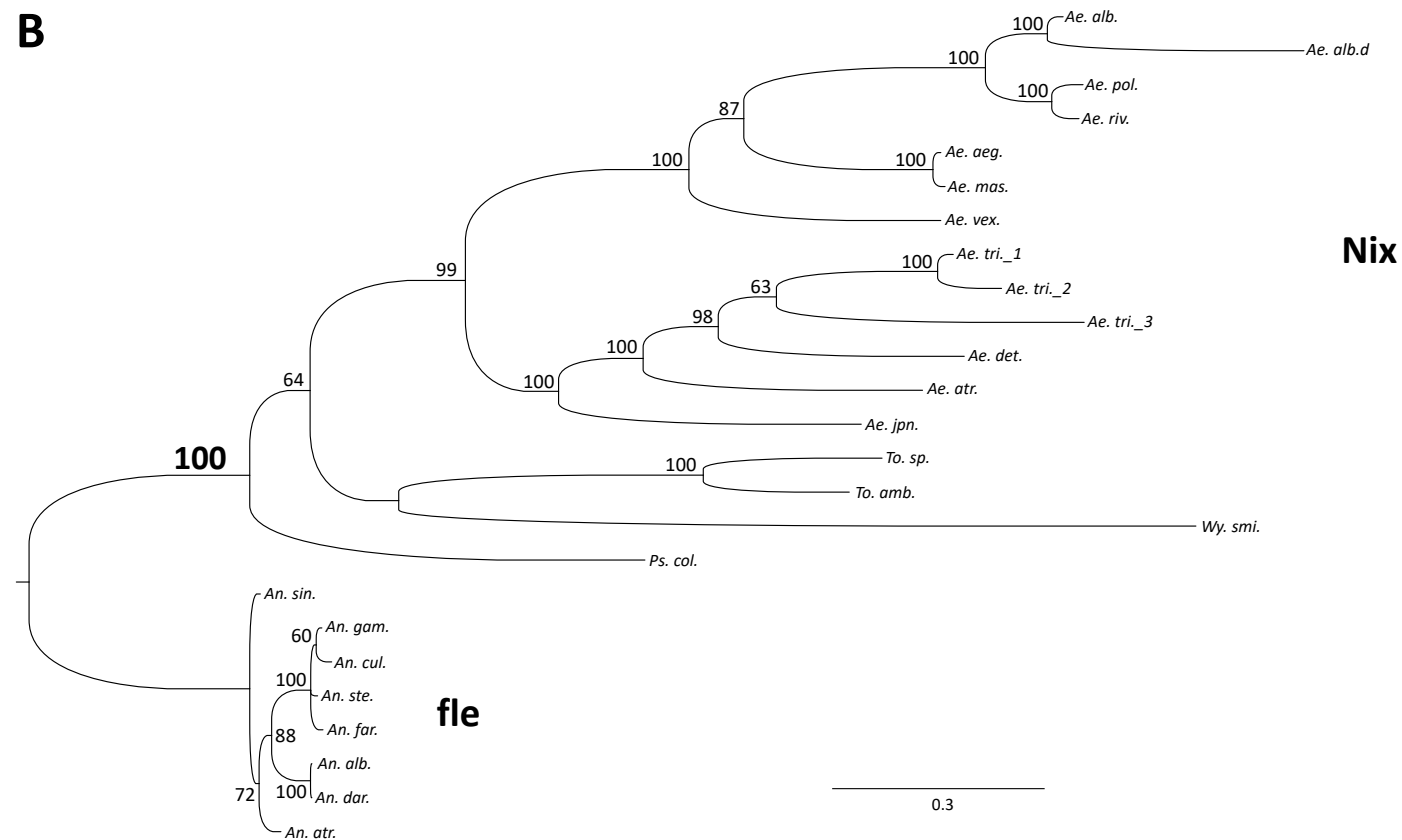 B
100
Ae. alb.
Ae. alb.d
100
100
Ae. pol.
Ae. riv.
87
100
100
Ae. aeg.
Ae. mas.
Ae. vex.
Nix
99
100
Ae. tri._1
Ae. tri._2
63
98
Ae. tri._3
100
Ae. det.
100
Ae. atr.
64
Ae. jpn.
100
100
To. sp.
To. amb.
Wy. smi.
Ps. col.
An. sin.
60
An. gam.
An. cul.
100
An. ste.
fle
An. far.
88
An. alb.
72
100
An. dar.
An. atr.
0.3